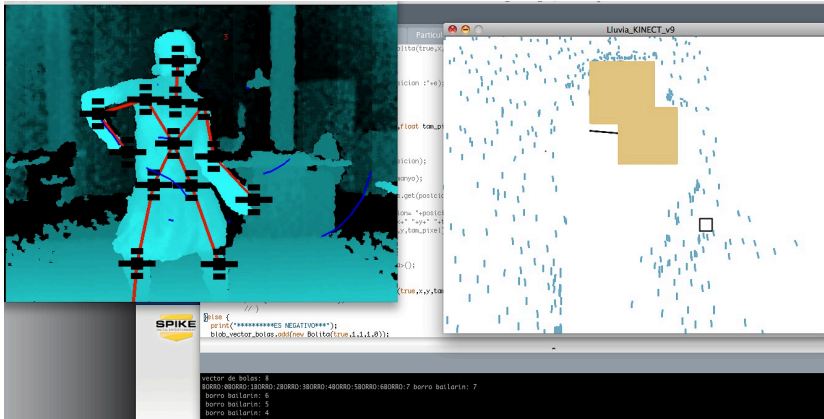 3
Lluvia_KINECT_v9
Particul
olita(true,x,
icion :"+e);
,float tam_pi
sicion);
anyo);
s.get(posicio
ion= "+posici
+" "+y+" "+t
y,tam_pixel)
s>();
(true,x,y,tam
// )
}else {
print("**********ES NEGATIVO***");
blob_vector_bolas.add(new Bolita(true,1,1,1,0));
SPIKE
vector de bolas: 8
BORRO:0BORRO:1BORRO:2BORRO:3BORRO:4BORRO:5BORRO:6BORRO:7 borro bailarin: 7
borro bailarin: 6
borro bailarin: 5
borro bailarin: 4